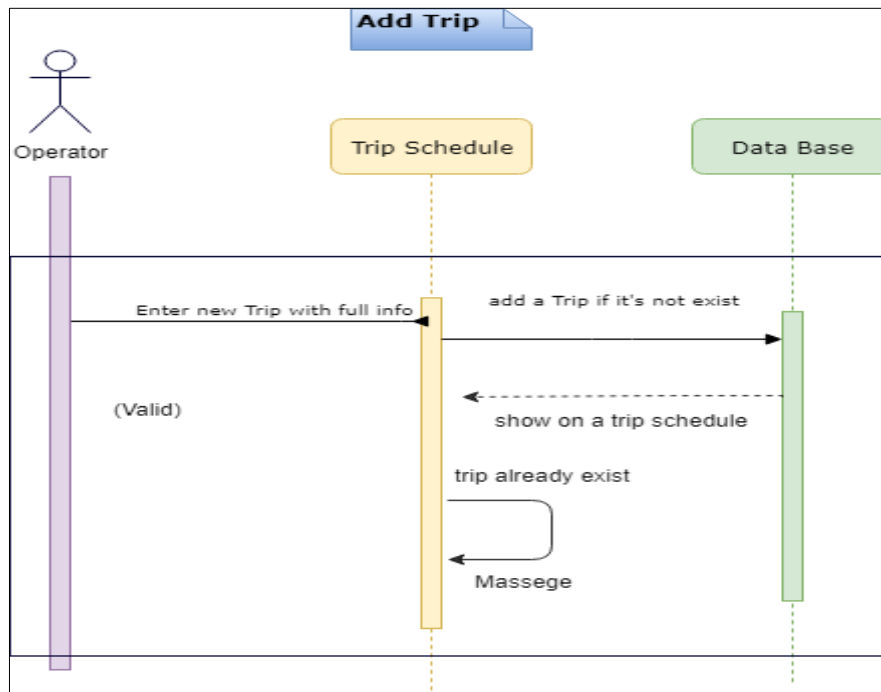 Add Trip
Operator
Trip Schedule
Data Base
Enter new Trip with full info
add a Trip if it's not exist
(Valid)
show on a trip schedule
trip already exist
Massege